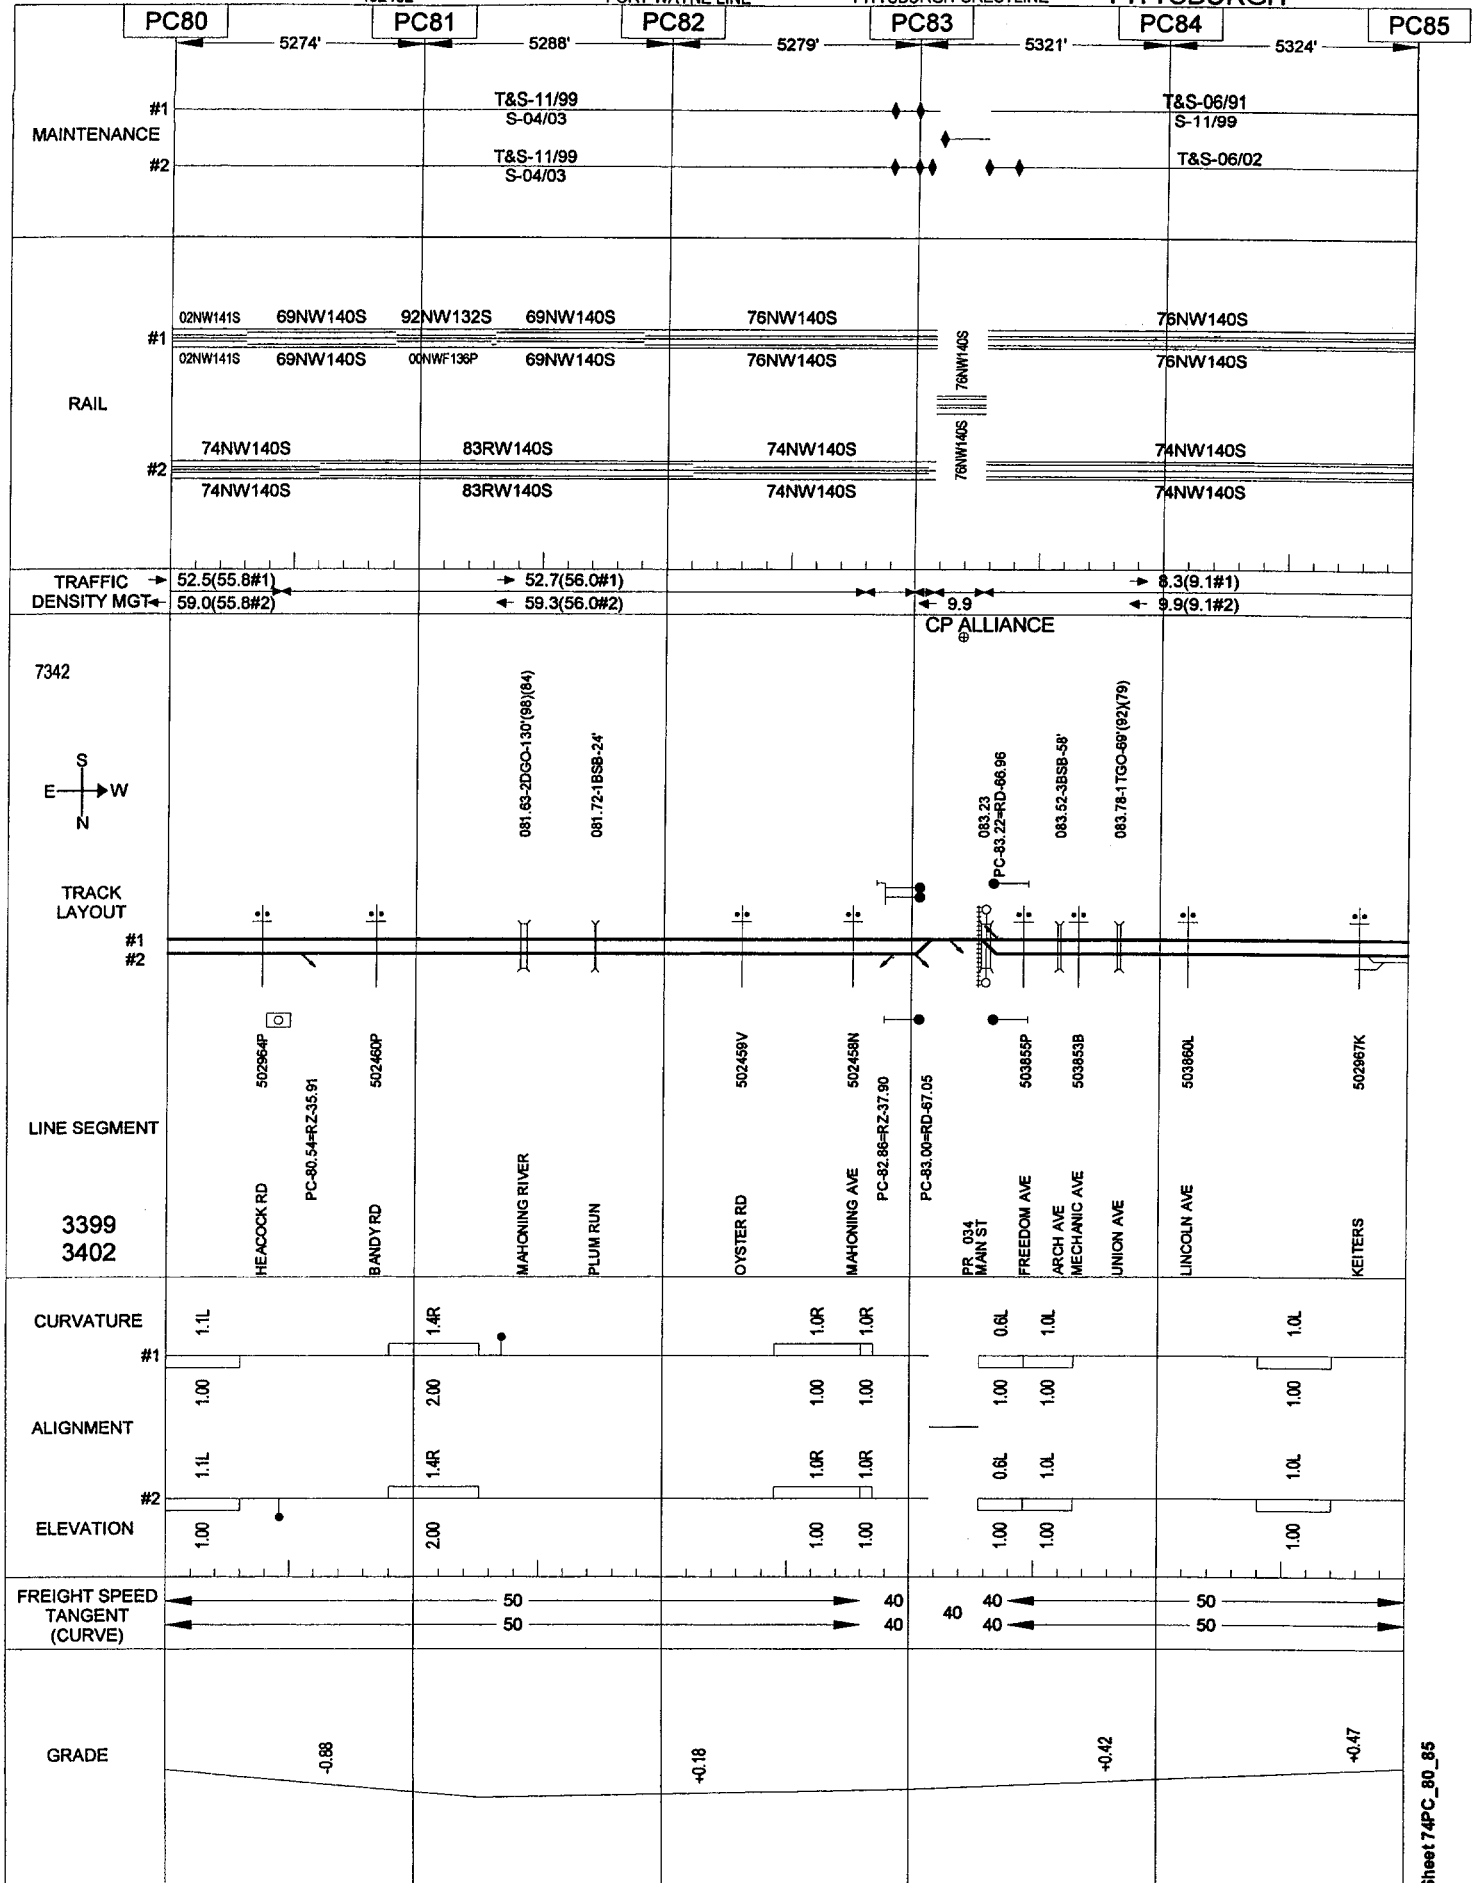 PC80 PC81 PC82 PC83 PC84 PC85
5274' 5288' 5279' 5321' 5324'
MAINTENANCE
#1 T&S-11/99 T&S-06/91
S-04/03 S-11/99
#2 T&S-11/99 T&S-06/02
S-04/03
RAIL
02NW141S 69NW140S 92NW132S 69NW140S 76NW140S 76NW140S
#1
02NW141S 69NW140S 00NWF136P 69NW140S 76NW140S 76NW140S
76NW140S
76NW140S
74NW140S 83RW140S 74NW140S 74NW140S
#2
74NW140S 83RW140S 74NW140S 74NW140S
TRAFFIC 52.5(55.8#1) 52.7(56.0#1) 8.3(9.1#1)
DENSITY MGT 59.0(55.8#2) 59.3(56.0#2) 9.9 9.9(9.1#2)
CP ALLIANCE
7342
S
E W
N
081.63-2DGO-130'(98)(84)
081.72-1BSB-24'
083.23
PC-83.22=RD-66.96
083.52-3BSB-58'
083.78-1TGO-89'(92)(79)
TRACK
LAYOUT
#1
#2
502964P
502460P
502459V
502458N
503855P
503853B
503860L
502967K
PC-80.54=RZ-35.91
PC-82.86=RZ-37.90
PC-83.00=RD-67.05
LINE SEGMENT
3399
3402
HEACOCK RD
BANDY RD
MAHONING RIVER
PLUM RUN
OYSTER RD
MAHONING AVE
PR 034
MAIN ST
FREEDOM AVE
ARCH AVE
MECHANIC AVE
UNION AVE
LINCOLN AVE
KETERS
CURVATURE 1.1L 1.4R 1.0R 1.0R 0.6L 1.0L 1.0L
#1
1.00 2.00 1.00 1.00 1.00 1.00 1.00
ALIGNMENT
1.1L 1.4R 1.0R 1.0R 0.6L 1.0L 1.0L
#2
ELEVATION 1.00 2.00 1.00 1.00 1.00 1.00 1.00
FREIGHT SPEED 50 40 40 50
TANGENT 40
(CURVE) 50 40 40 50
GRADE -0.88 +0.18 +0.42 +0.47
Sheet 74PC_80_85